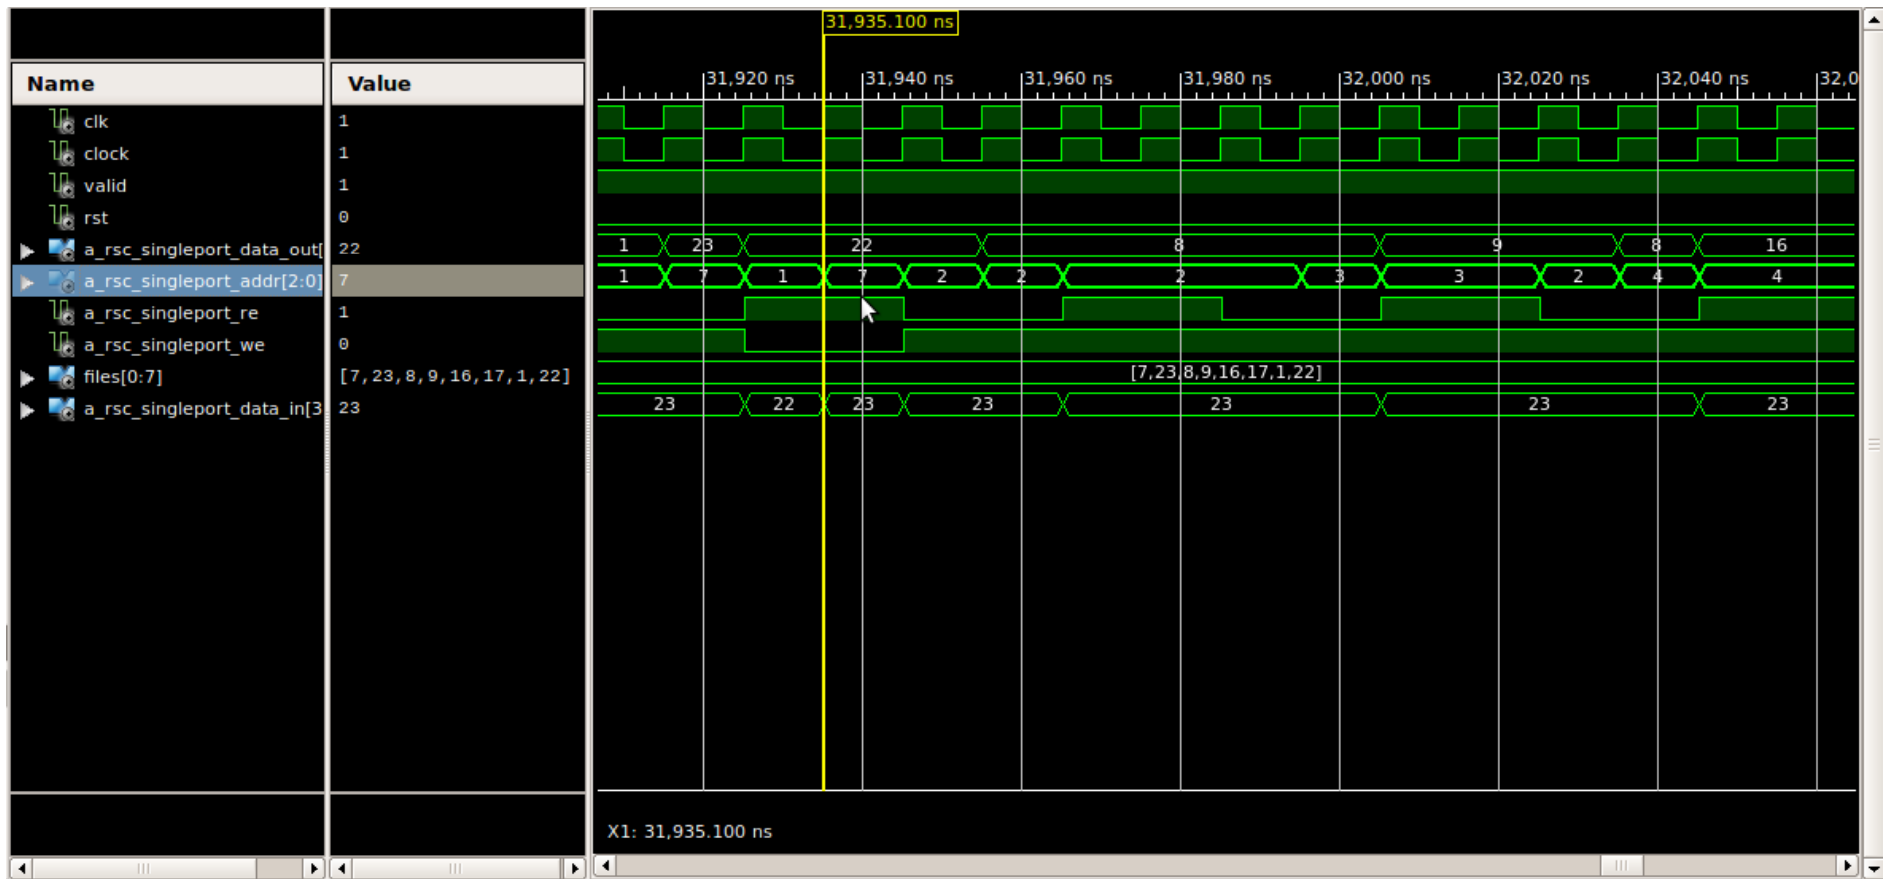 31,935.100 ns
Name Value 31,920 ns 31,940 ns 31,960 ns 31,980 ns 32,000 ns 32,020 ns 32,040 ns 32,0
clk 1
clock 1
valid 1
rst 0
a_rsc_singleport_data_out[ 22 1 23 22 8 9 8 16
a_rsc_singleport_addr[2:0] 7 1 7 1 7 2 2 2 3 3 2 4 4
a_rsc_singleport_re 1
a_rsc_singleport_we 0
files[0:7] [7,23,8,9,16,17,1,22] [7,23,8,9,16,17,1,22]
a_rsc_singleport_data_in[3 23 23 22 23 23 23 23 23
X1: 31,935.100 ns